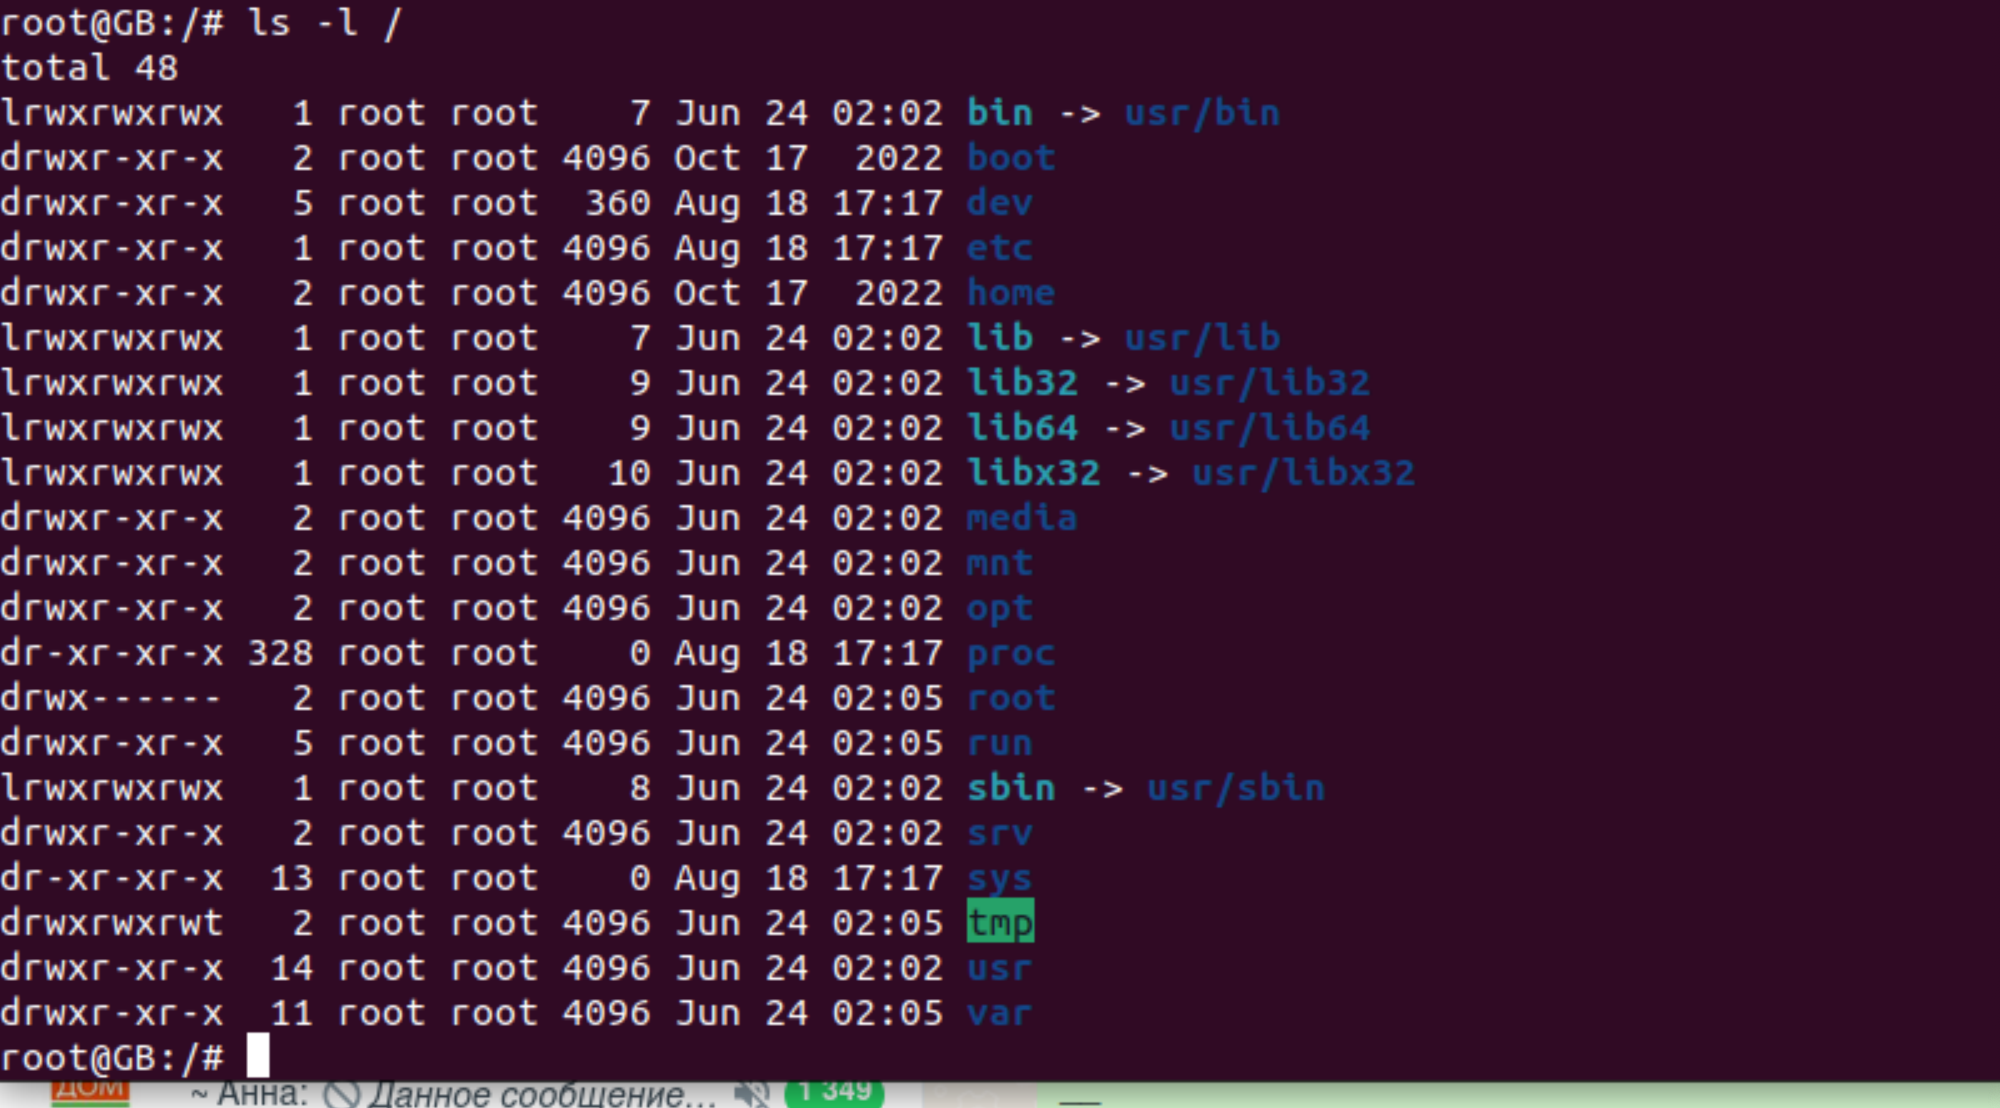 root@GB:/# ls -l /
total 48
lrwxrwxrwx   1 root root    7 Jun 24 02:02 bin -> usr/bin
drwxr-xr-x   2 root root 4096 Oct 17  2022 boot
drwxr-xr-x   5 root root  360 Aug 18 17:17 dev
drwxr-xr-x   1 root root 4096 Aug 18 17:17 etc
drwxr-xr-x   2 root root 4096 Oct 17  2022 home
lrwxrwxrwx   1 root root    7 Jun 24 02:02 lib -> usr/lib
lrwxrwxrwx   1 root root    9 Jun 24 02:02 lib32 -> usr/lib32
lrwxrwxrwx   1 root root    9 Jun 24 02:02 lib64 -> usr/lib64
lrwxrwxrwx   1 root root   10 Jun 24 02:02 libx32 -> usr/libx32
drwxr-xr-x   2 root root 4096 Jun 24 02:02 media
drwxr-xr-x   2 root root 4096 Jun 24 02:02 mnt
drwxr-xr-x   2 root root 4096 Jun 24 02:02 opt
dr-xr-xr-x 328 root root    0 Aug 18 17:17 proc
drwx------   2 root root 4096 Jun 24 02:05 root
drwxr-xr-x   5 root root 4096 Jun 24 02:05 run
lrwxrwxrwx   1 root root    8 Jun 24 02:02 sbin -> usr/sbin
drwxr-xr-x   2 root root 4096 Jun 24 02:02 srv
dr-xr-xr-x  13 root root    0 Aug 18 17:17 sys
drwxrwxrwt   2 root root 4096 Jun 24 02:05 tmp
drwxr-xr-x  14 root root 4096 Jun 24 02:02 usr
drwxr-xr-x  11 root root 4096 Jun 24 02:05 var
root@GB:/#
ДОМ ~ Анна: Данное сообщение... 1 349